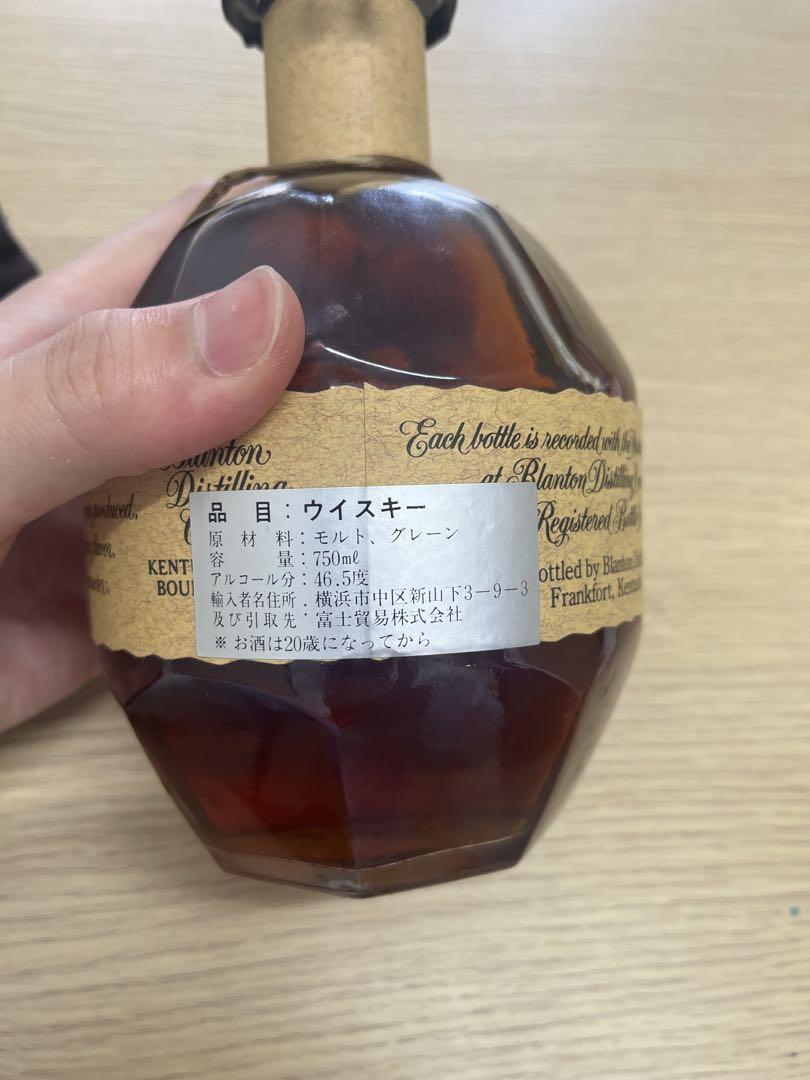 Blanton
Distilling
produced,
KENTU
BOU
Each bottle is recorded with the
at Blanton Distilling
Registered Bottle
ottled by Blanton
Frankfort,
品目：ウイスキー
原材料：モルト、グレーン
容量：750ml
アルコール分：46.5度
輸入者名住所．横浜市中区新山下3-9-3
及び引取先：富士貿易株式会社
※お酒は20歳になってから